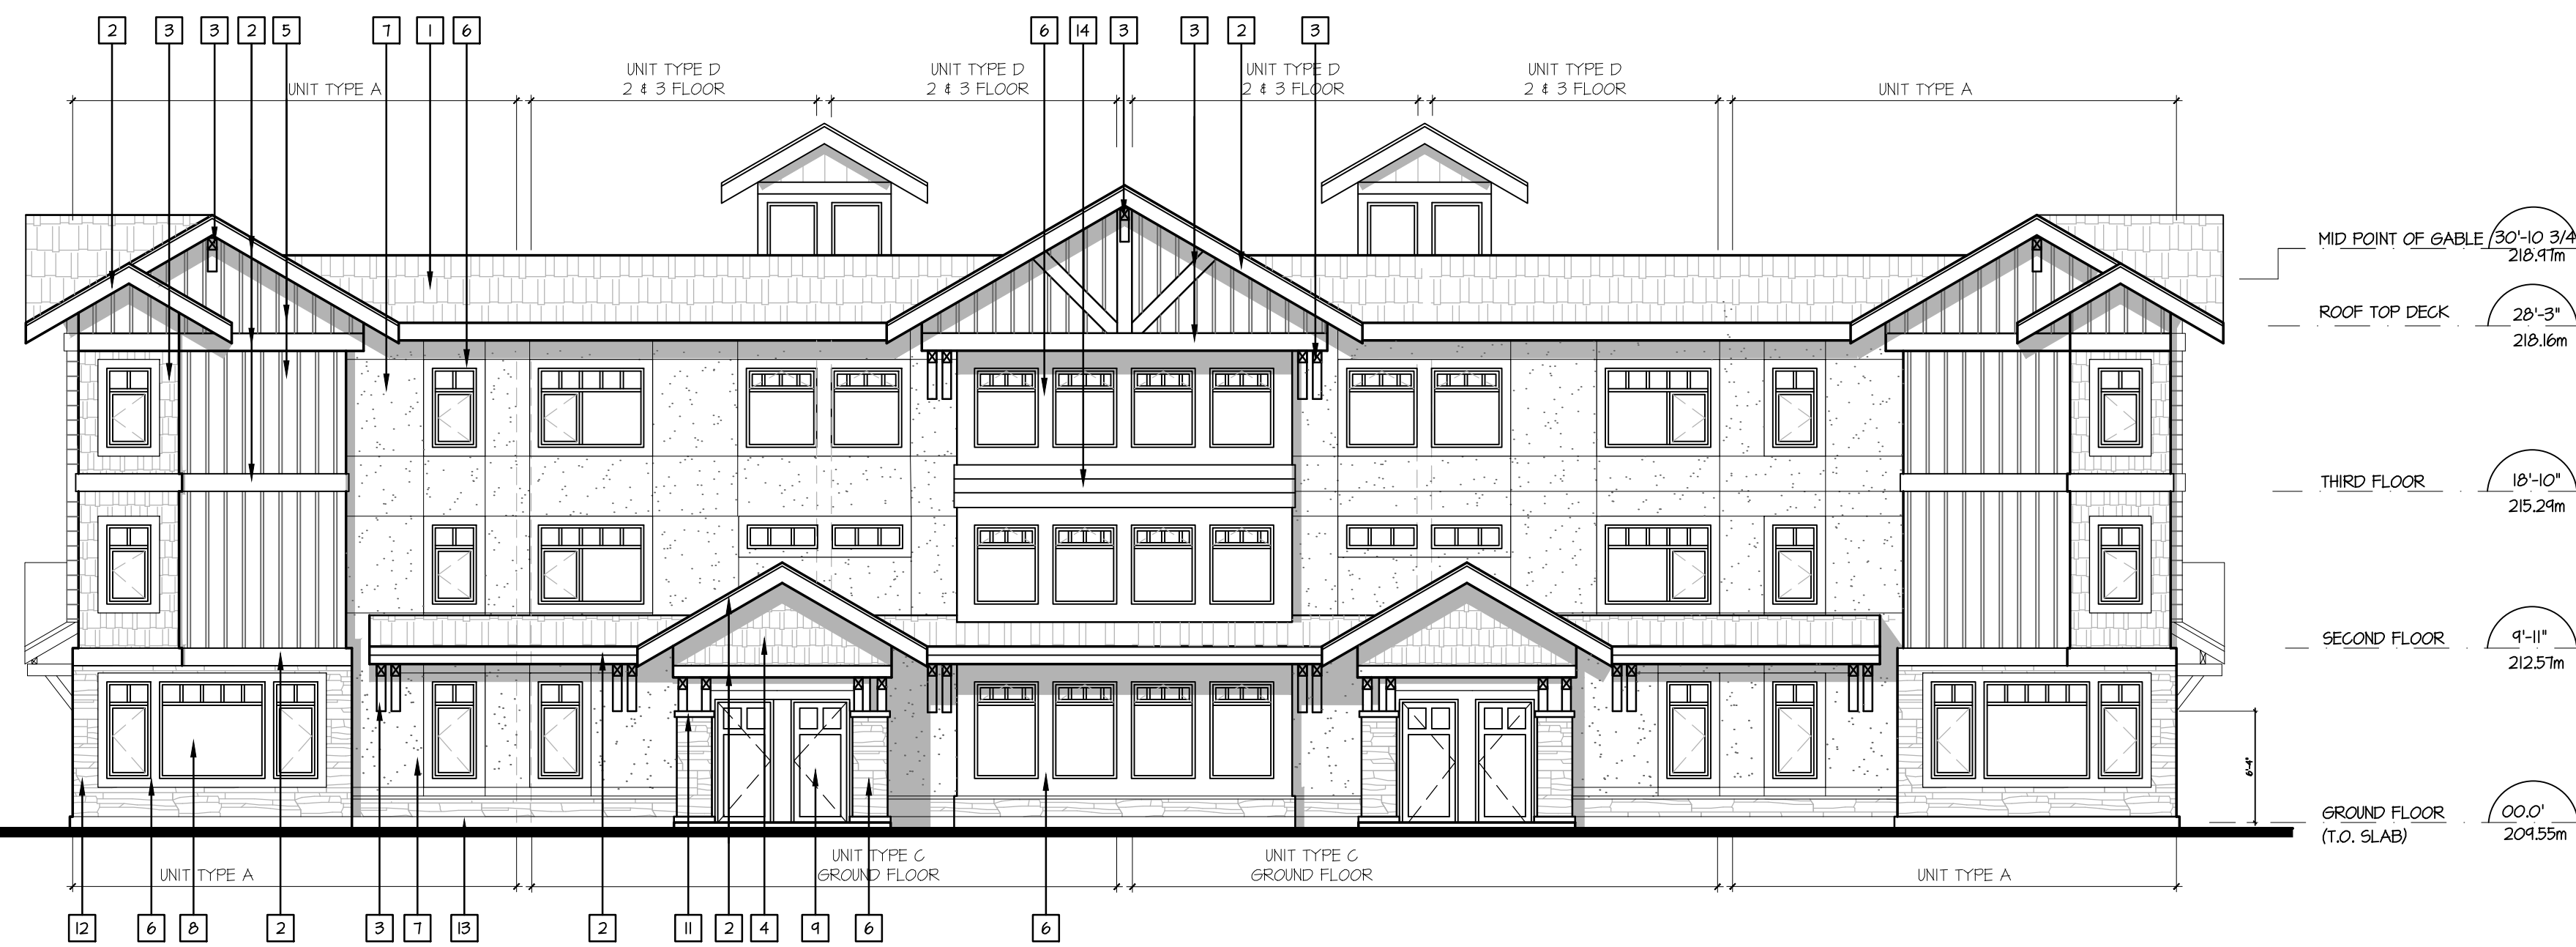 2 3 3 2 5 7 1 6 6 14 3 3 2 3
UNIT TYPE A
UNIT TYPE D
2 & 3 FLOOR
UNIT TYPE D
2 & 3 FLOOR
UNIT TYPE D
2 & 3 FLOOR
UNIT TYPE D
2 & 3 FLOOR
UNIT TYPE A
MID POINT OF GABLE 30'-10 3/4
218.97m
ROOF TOP DECK 28'-3"
218.16m
THIRD FLOOR 18'-10"
215.29m
SECOND FLOOR 9'-11"
212.57m
6'-4"
GROUND FLOOR 00.0'
(T.O. SLAB) 209.55m
UNIT TYPE A
UNIT TYPE C
GROUND FLOOR
UNIT TYPE C
GROUND FLOOR
UNIT TYPE A
12 6 8 2 3 7 13 2 11 2 4 9 6 6